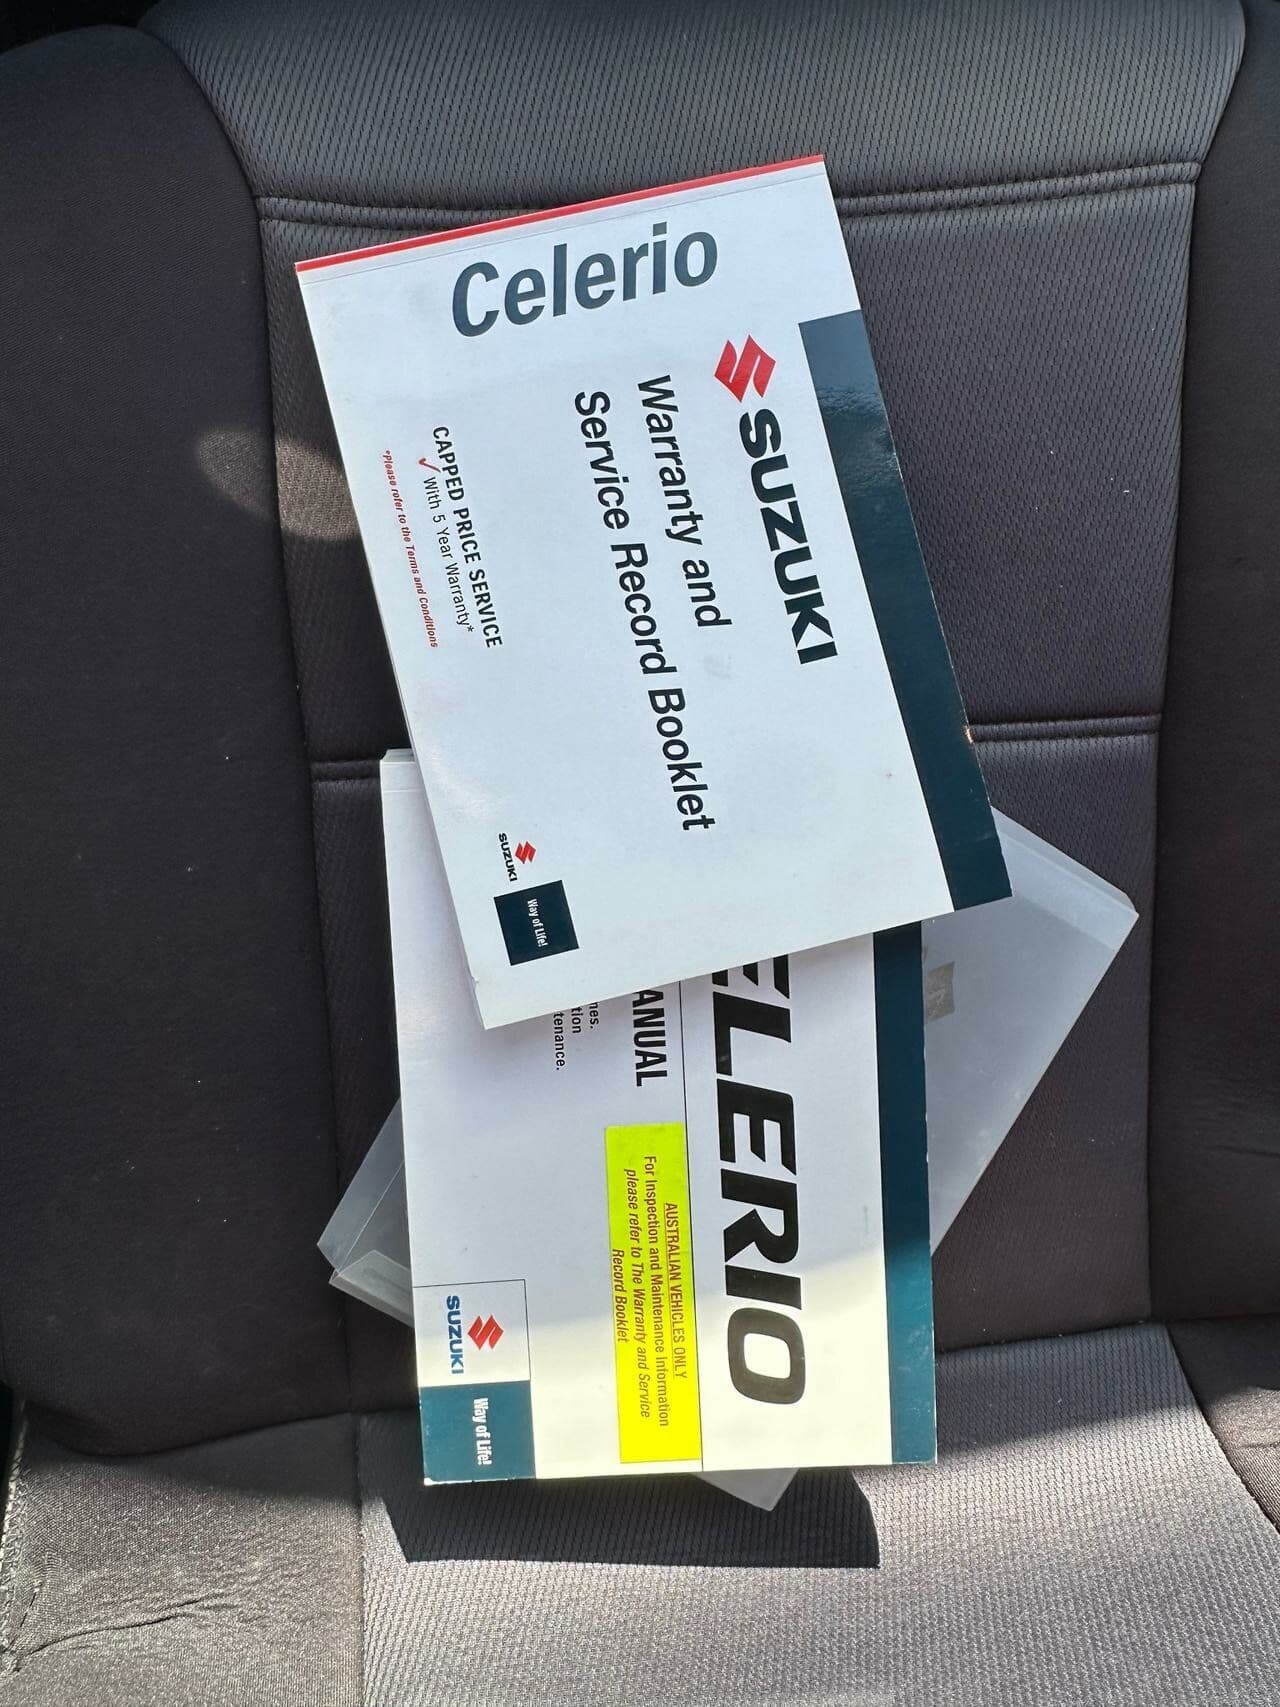 Celerio
SUZUKI
Warranty and
Service Record Booklet
CAPPED PRICE SERVICE
✓ With 5 Year Warranty*
*Please refer to the Terms and Conditions
SUZUKI
Way of Life!
ELERIO
ANUAL
nes.
tion
tenance.
AUSTRALIAN VEHICLES ONLY
For Inspection and Maintenance Information
please refer to The Warranty and Service
Record Booklet
SUZUKI
Way of Life!